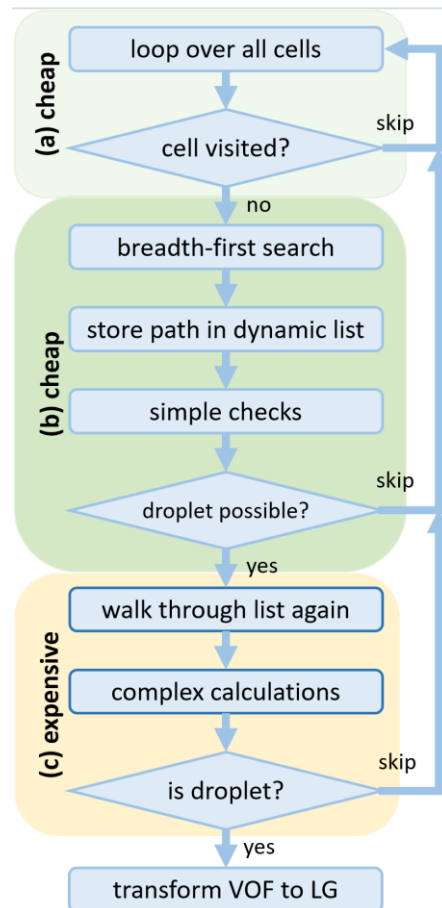 loop over all cells
(a) cheap
cell visited?
skip
no
breadth-first search
store path in dynamic list
(b) cheap
simple checks
droplet possible?
skip
yes
walk through list again
(c) expensive
complex calculations
is droplet?
skip
yes
transform VOF to LG